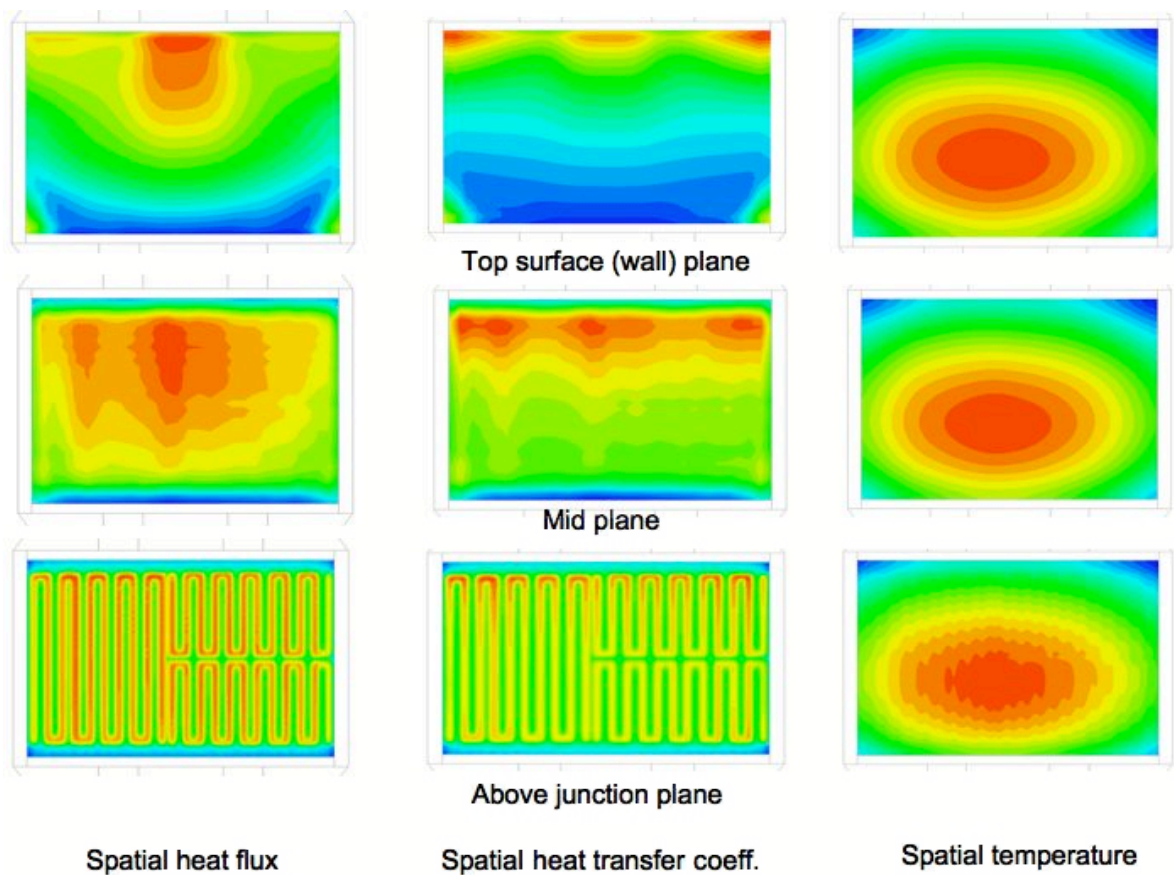 Top surface (wall) plane
Mid plane
Above junction plane
Spatial heat flux
Spatial heat transfer coeff.
Spatial temperature